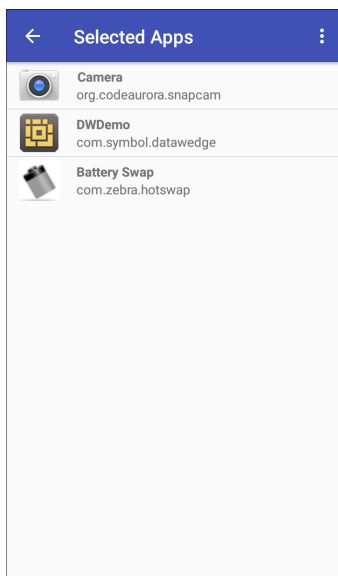 Selected Apps
Camera
org.codeaurora.snapcam
DWDemo
com.symbol.datawedge
Battery Swap
com.zebra.hotswap